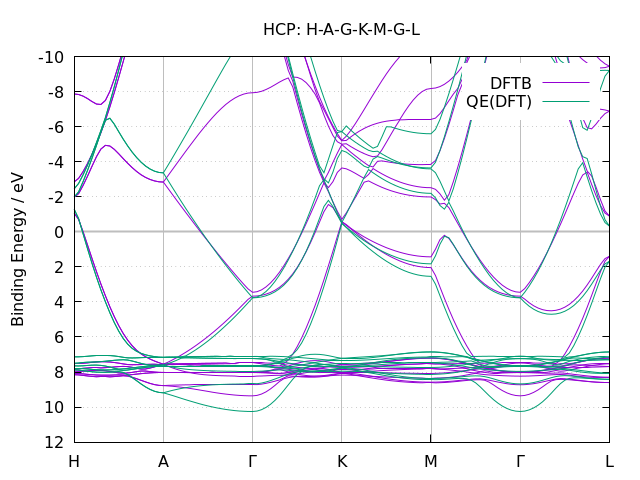 HCP: H-A-G-K-M-G-L
-10
-8
-6
-4
-2
0
2
4
6
8
10
12
Binding Energy / eV
DFTB
QE(DFT)
H A Γ K M Γ L